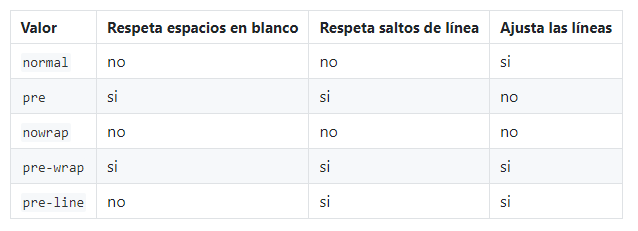 Valor Respeta espacios en blanco Respeta saltos de línea Ajusta las líneas
normal no no si
pre si si no
nowrap no no no
pre-wrap si si si
pre-line no si si